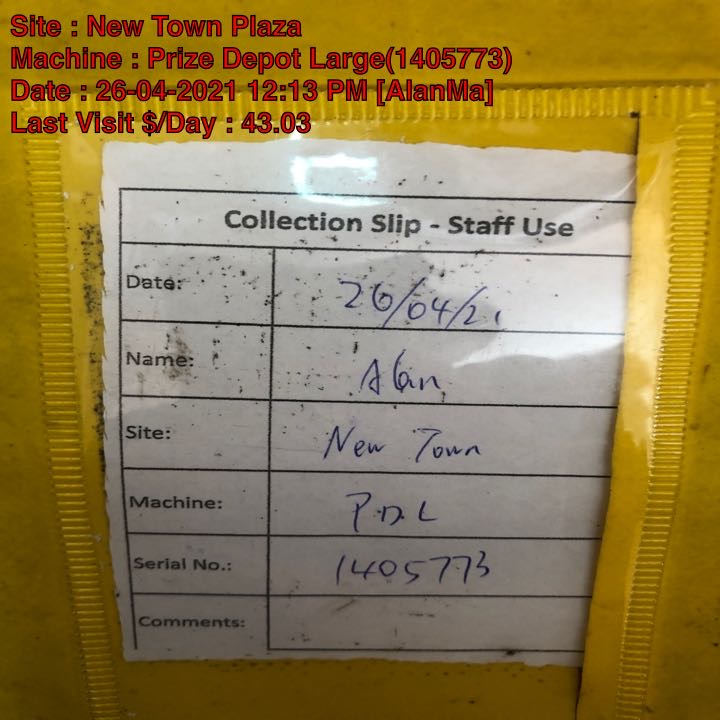 Site : New Town Plaza
Machine : Prize Depot Large(1405773)
Date : 26-04-2021 12:13 PM [AlanMa]
Last Visit $/Day : 43.03
Collection Slip - Staff Use
Date: 26/04/21
Name: Alan
Site: New Town
Machine: P.D.L
Serial No.: 1405773
Comments: